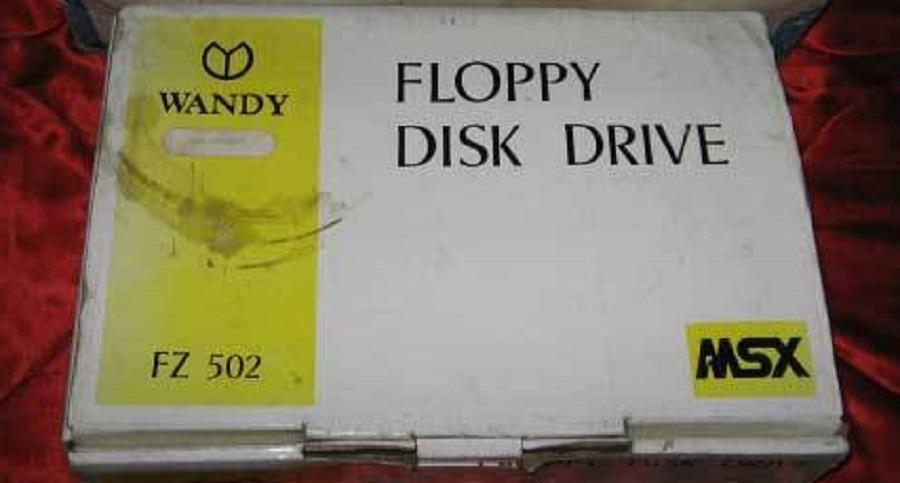 WANDY
FLOPPY
DISK DRIVE
FZ 502
MSX